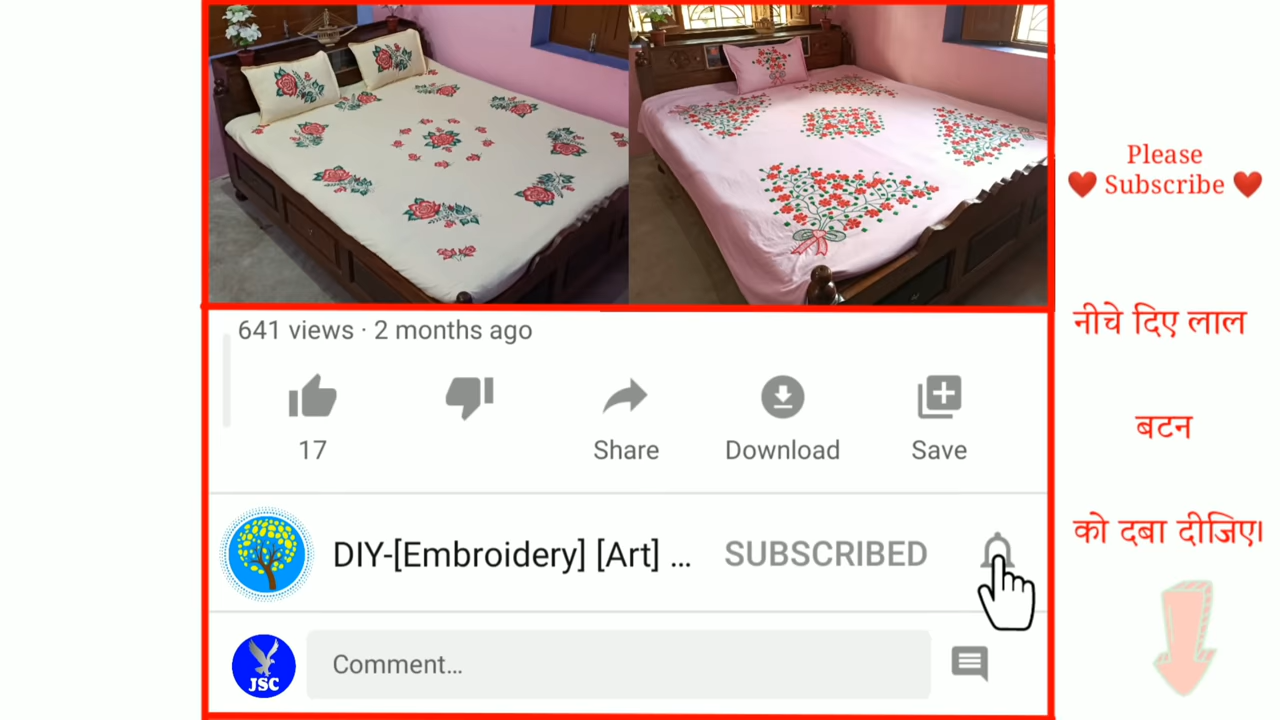 Please
❤️ Subscribe ❤️
नीचे दिए लाल
बटन
को दबा दीजिए।
641 views · 2 months ago
17
Share
Download
Save
DIY-[Embroidery] [Art] ...
SUBSCRIBED
JSC
Comment...